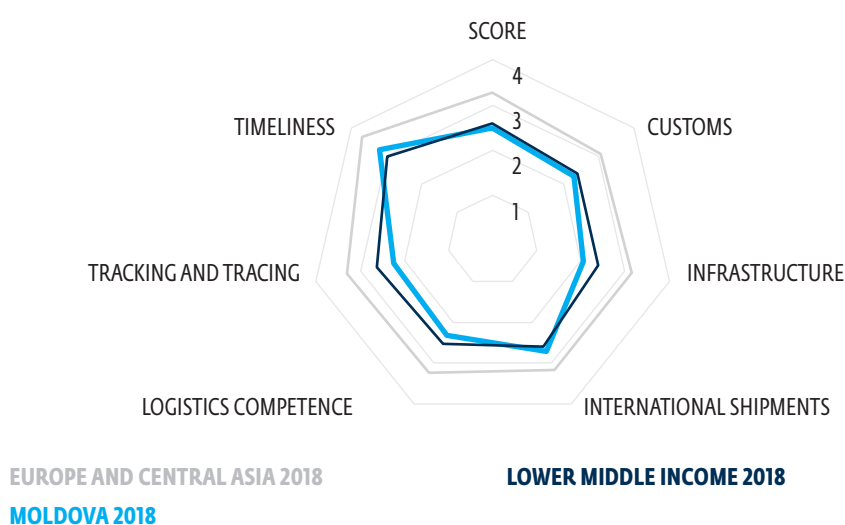 SCORE
4
TIMELINESS
CUSTOMS
3
2
1
TRACKING AND TRACING
INFRASTRUCTURE
LOGISTICS COMPETENCE
INTERNATIONAL SHIPMENTS
EUROPE AND CENTRAL ASIA 2018
LOWER MIDDLE INCOME 2018
MOLDOVA 2018